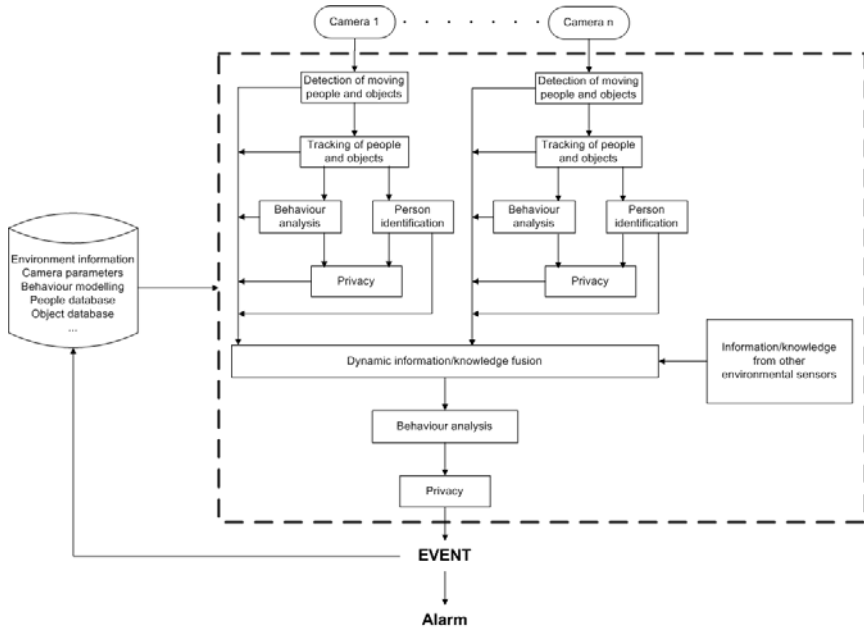 Camera 1
Camera n
Detection of moving
people and objects
Detection of moving
people and objects
Tracking of people
and objects
Tracking of people
and objects
Behaviour
analysis
Person
identification
Behaviour
analysis
Person
identification
Privacy
Privacy
Environment information
Camera parameters
Behaviour modelling
People database
Object database
...
Dynamic information/knowledge fusion
Information/knowledge
from other
environmental sensors
Behaviour analysis
Privacy
EVENT
Alarm